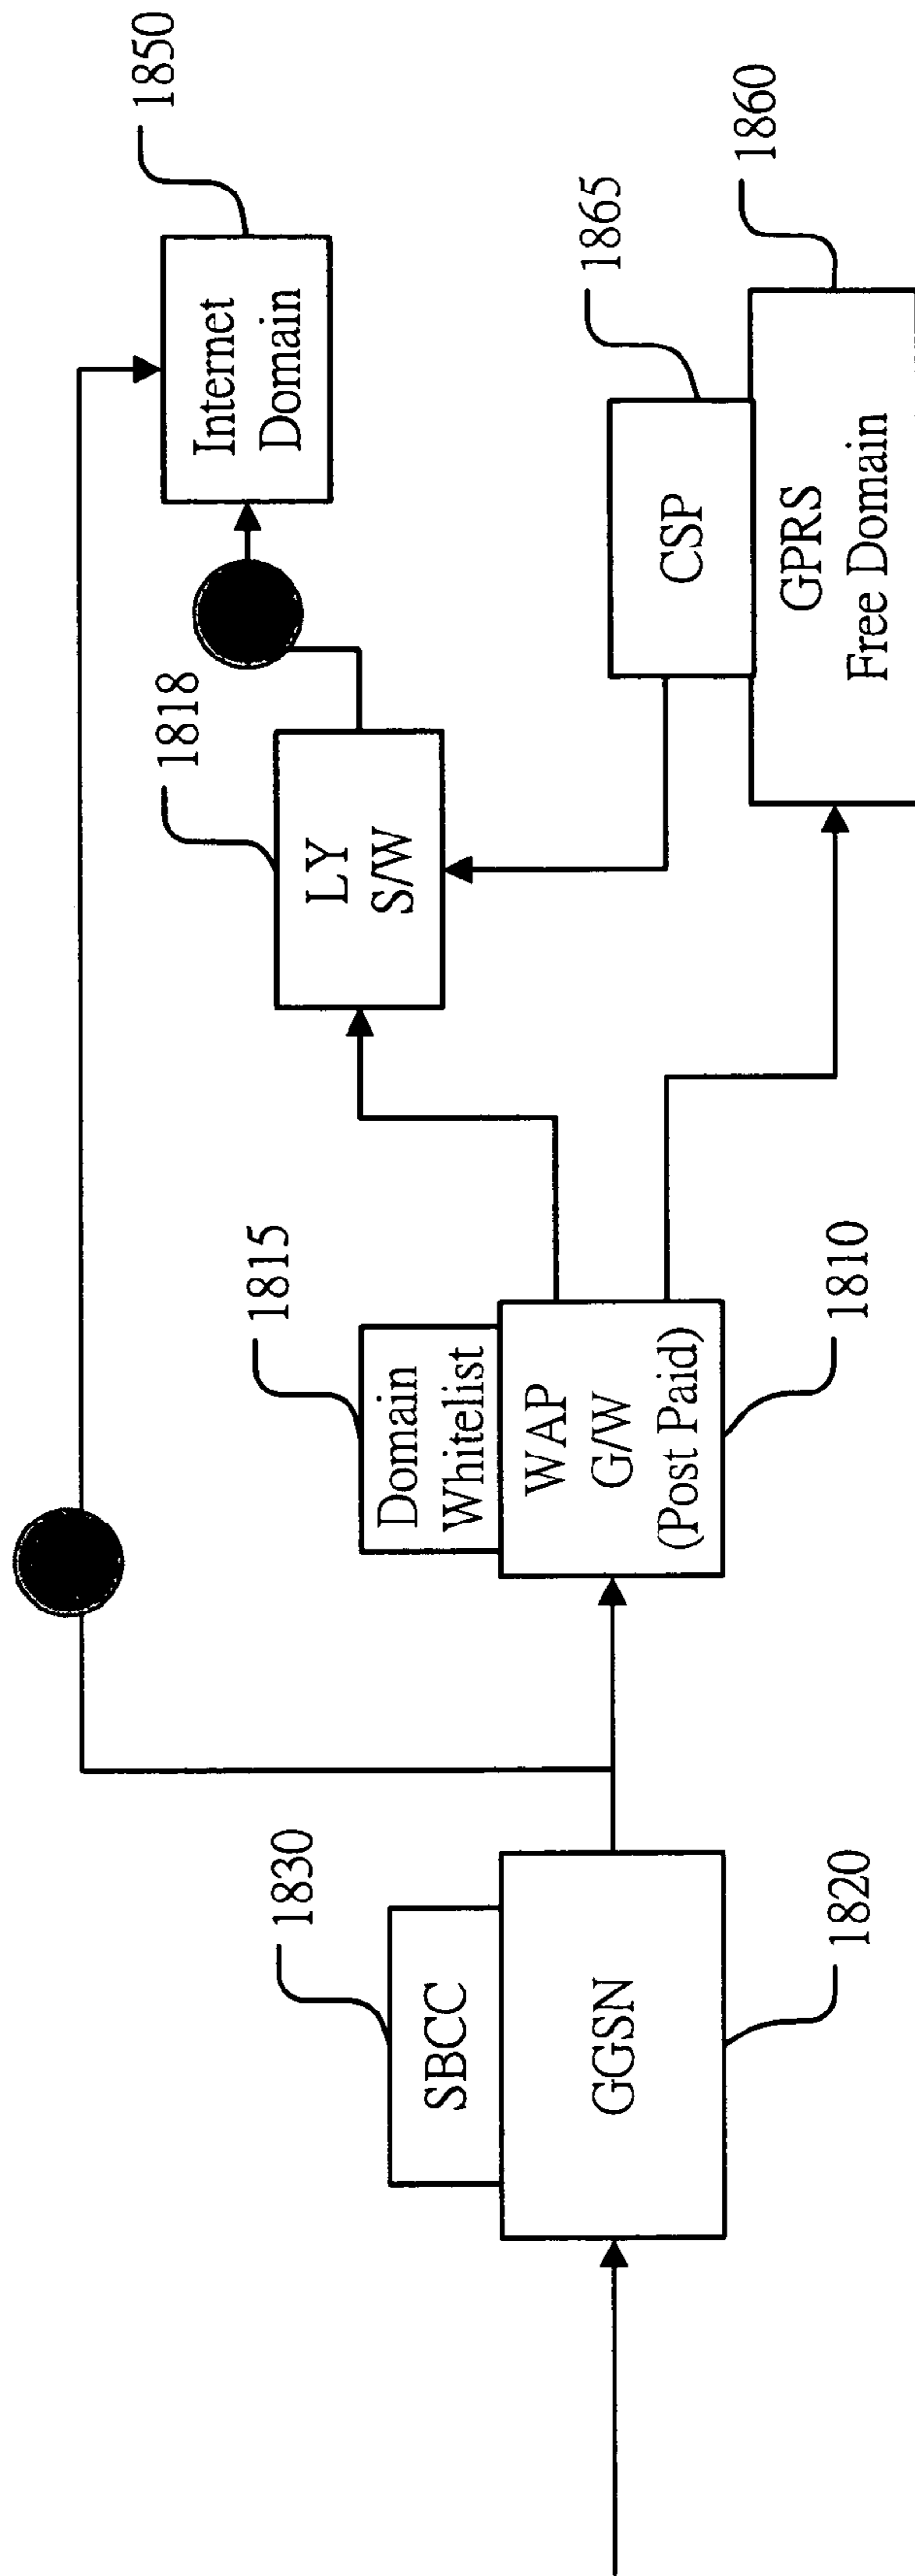 1830
SBCC
GGSN
1820
1815
Domain
Whitelist
WAP
G/W
(Post Paid)
1810
1818
LY
S/W
1850
Internet
Domain
1865
CSP
GPRS
Free Domain
1860